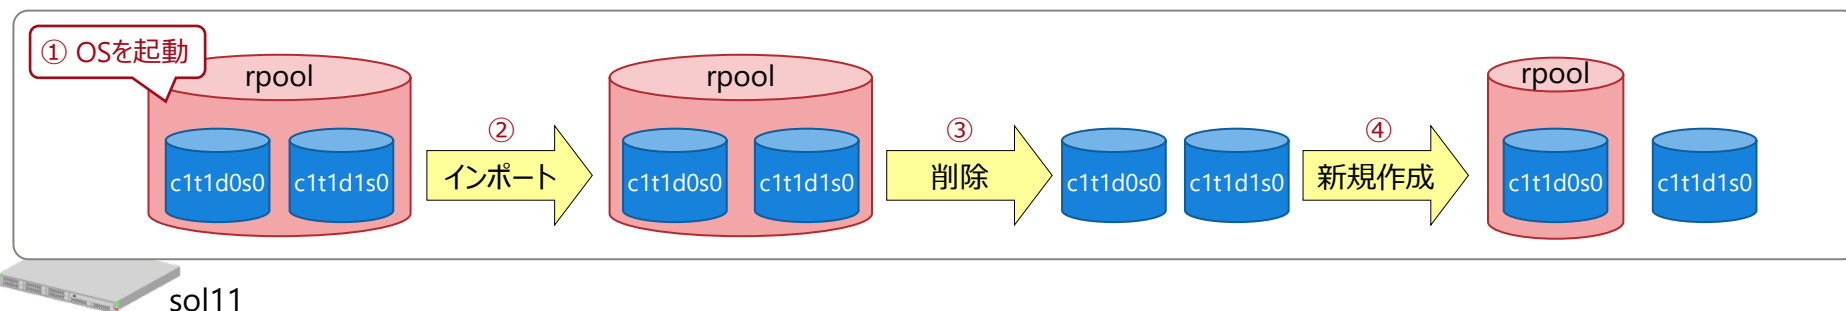 ① OSを起動
rpool
c1t1d0s0
c1t1d1s0
②
インポート
rpool
c1t1d0s0
c1t1d1s0
③
削除
c1t1d0s0
c1t1d1s0
④
新規作成
rpool
c1t1d0s0
c1t1d1s0
sol11